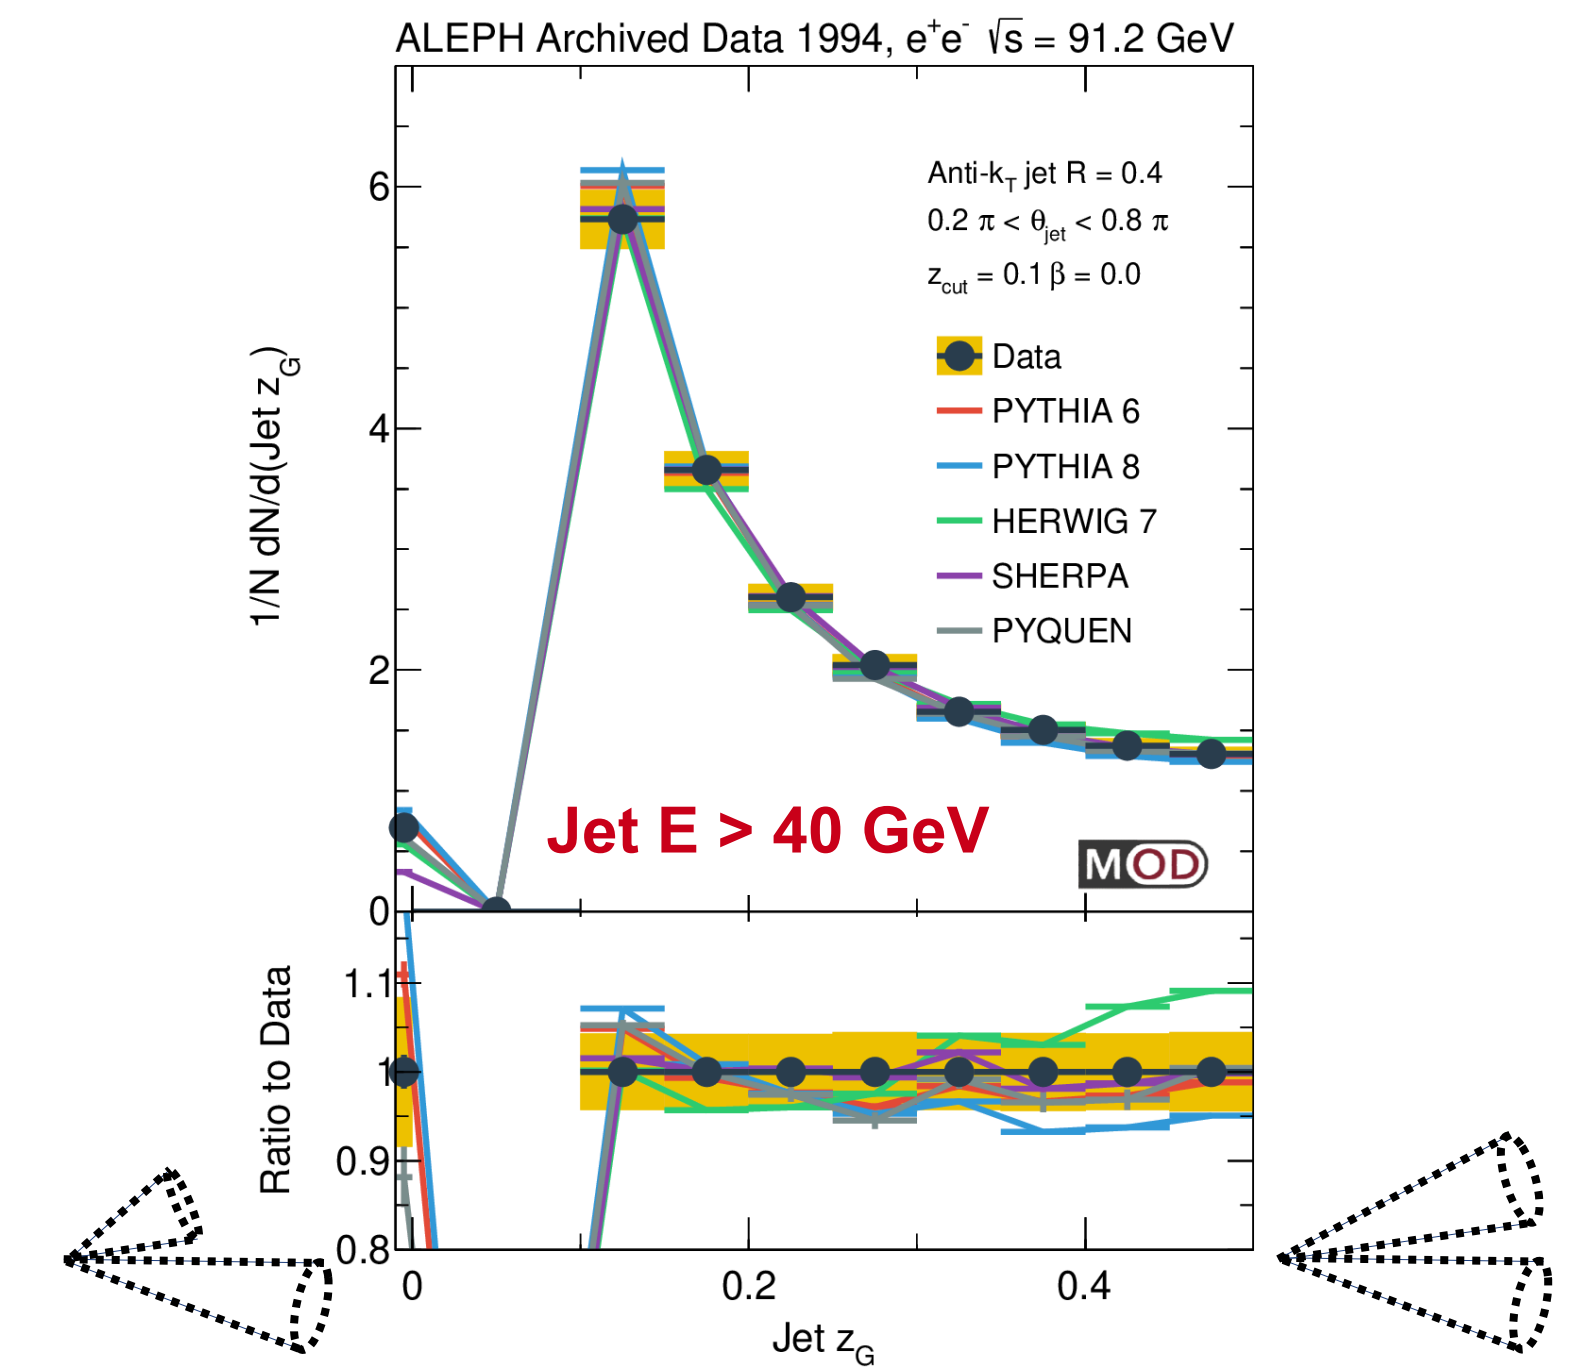 ALEPH Archived Data 1994, e⁺e⁻ √s = 91.2 GeV
1/N dN/d(Jet z_G)
6
4
2
0
Anti-k_T jet R = 0.4
0.2 π < θ_jet < 0.8 π
z_cut = 0.1 β = 0.0
Data
PYTHIA 6
PYTHIA 8
HERWIG 7
SHERPA
PYQUEN
Jet E > 40 GeV
MOD
Ratio to Data
1.1
1
0.9
0.8
0 0.2 0.4
Jet z_G